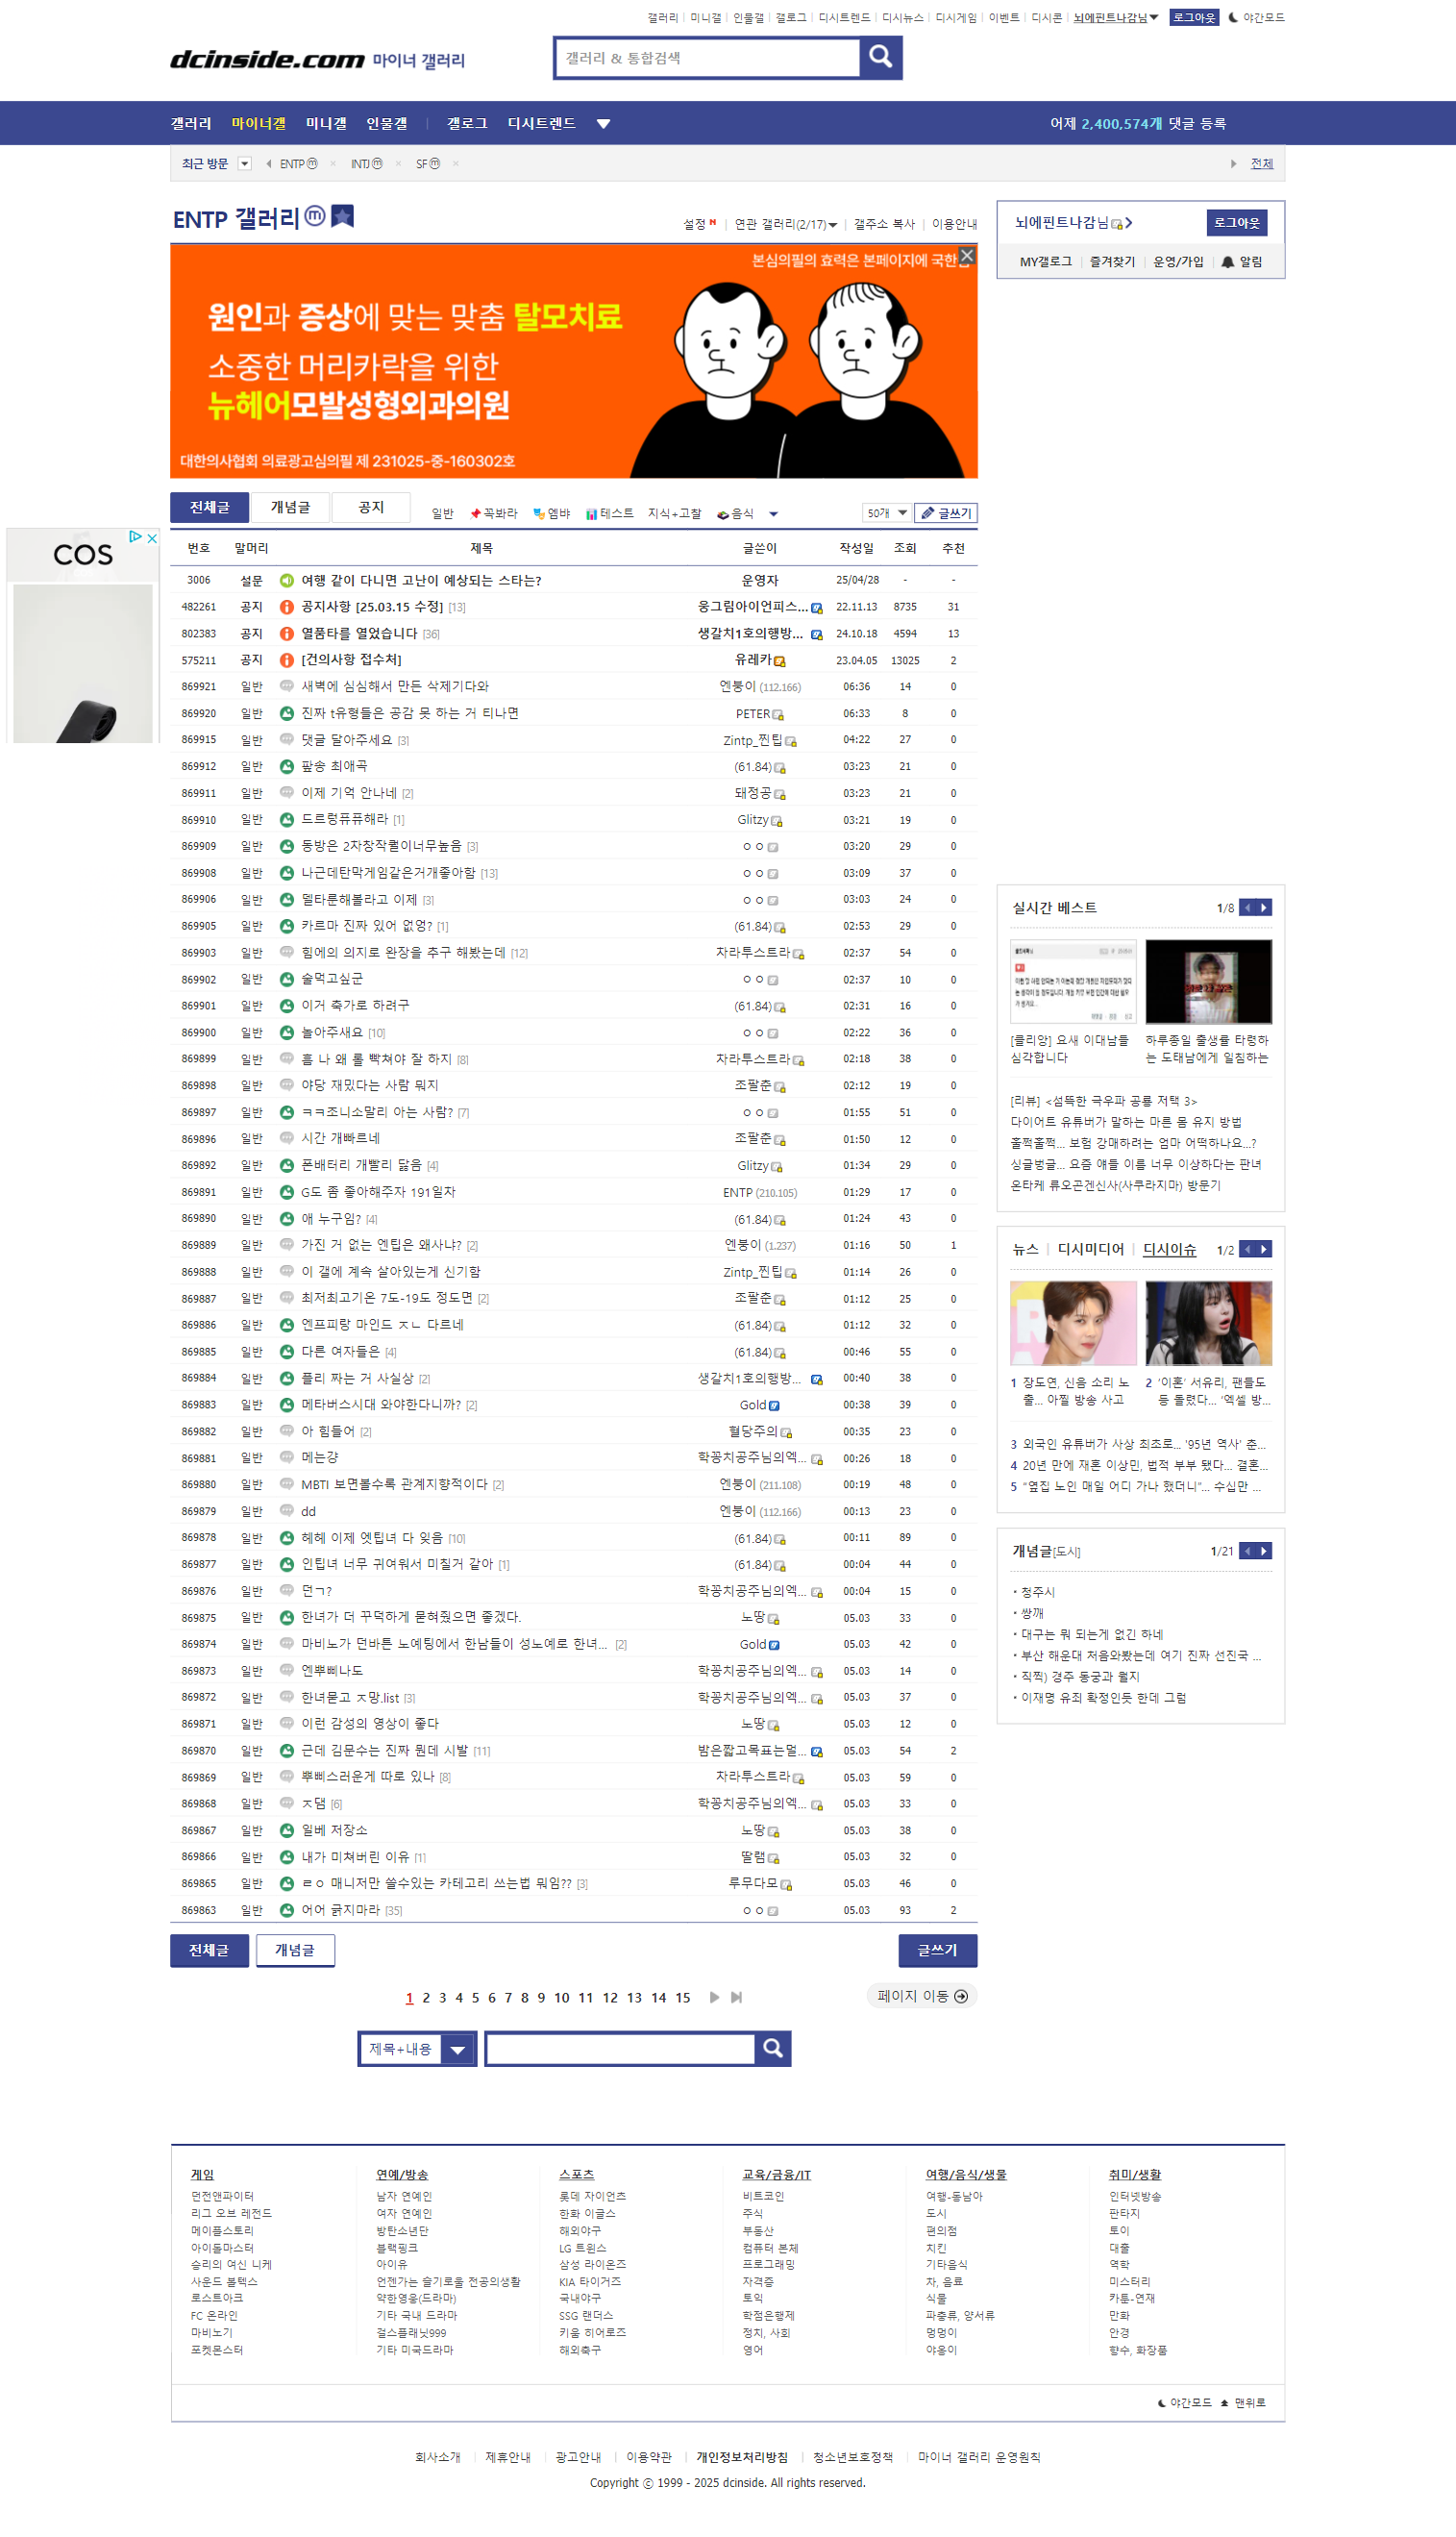 갤러리 미니갤 인물갤 갤로그 디시트렌드 디시뉴스 디시게임 이벤트 디시콘 뇌에핀트나감님 로그아웃 야간모드
dcinside.com 마이너 갤러리
갤러리 & 통합검색
갤러리 마이너갤 미니갤 인물갤 갤로그 디시트렌드
어제 2,400,574개 댓글 등록
최근 방문 ENTPⓜ × INTJⓜ × SFⓜ × 전체
ENTP 갤러리ⓜ
설정 N 연관 갤러리(2/17) 갤주소 복사 이용안내
본심의필의 효력은 본페이지에 국한
원인과 증상에 맞는 맞춤 탈모치료
소중한 머리카락을 위한
뉴헤어모발성형외과의원
대한의사협회 의료광고심의필 제 231025-중-160302호
뇌에핀트나감님 로그아웃
MY갤로그 즐겨찾기 운영/가입 알림
COS
전체글 개념글 공지 일반 꼭봐라 엠뱌 테스트 지식+고찰 음식 50개 글쓰기
번호 말머리 제목 글쓴이 작성일 조회 추천
3006 설문 여행 같이 다니면 고난이 예상되는 스타는? 운영자 25/04/28 - -
482261 공지 공지사항 [25.03.15 수정] [13] 웅그림아이언피스... 22.11.13 8735 31
802383 공지 열품타를 열었습니다 [36] 생갈치1호의행방... 24.10.18 4594 13
575211 공지 [건의사항 접수처] 유레카 23.04.05 13025 2
869921 일반 새벽에 심심해서 만든 삭제기다와 엔붕이 (112.166) 06:36 14 0
869920 일반 진짜 t유형들은 공감 못 하는 거 티나면 PETER 06:33 8 0
869915 일반 댓글 달아주세요 [3] Zintp_찐팁 04:22 27 0
869912 일반 팦송 최애곡 (61.84) 03:23 21 0
869911 일반 이제 기억 안나네 [2] 돼정공 03:23 21 0
869910 일반 드르렁퓨퓨해라 [1] Glitzy 03:21 19 0
869909 일반 동방은 2차창작퀄이너무높음 [3] ㅇㅇ 03:20 29 0
869908 일반 나근데탄막게임같은거개좋아함 [13] ㅇㅇ 03:09 37 0
869906 일반 델타룬해볼라고 이제 [3] ㅇㅇ 03:03 24 0
869905 일반 카르마 진짜 있어 없엉? [1] (61.84) 02:53 29 0
869903 일반 힘에의 의지로 완장을 추구 해봤는데 [12] 차라투스트라 02:37 54 0
869902 일반 술먹고싶군 ㅇㅇ 02:37 10 0
869901 일반 이거 축가로 하려구 (61.84) 02:31 16 0
869900 일반 놀아주새요 [10] ㅇㅇ 02:22 36 0
869899 일반 흠 나 왜 롤 빡쳐야 잘 하지 [8] 차라투스트라 02:18 38 0
869898 일반 야당 재밌다는 사람 뭐지 조팔춘 02:12 19 0
869897 일반 ㅋㅋ조니소말리 아는 사람? [7] ㅇㅇ 01:55 51 0
869896 일반 시간 개빠르네 조팔춘 01:50 12 0
869892 일반 폰배터리 개빨리 닳음 [4] Glitzy 01:34 29 0
869891 일반 G도 좀 좋아해주자 191일차 ENTP (210.105) 01:29 17 0
869890 일반 얘 누구임? [4] (61.84) 01:24 43 0
869889 일반 가진 거 없는 엔팁은 왜사냐? [2] 엔붕이 (1.237) 01:16 50 1
869888 일반 이 갤에 계속 살아있는게 신기함 Zintp_찐팁 01:14 26 0
869887 일반 최저최고기온 7도-19도 정도면 [2] 조팔춘 01:12 25 0
869886 일반 엔프피랑 마인드 ㅈㄴ 다르네 (61.84) 01:12 32 0
869885 일반 다른 여자들은 [4] (61.84) 00:46 55 0
869884 일반 플리 짜는 거 사실상 [2] 생갈치1호의행방... 00:40 38 0
869883 일반 메타버스시대 와야한다니까? [2] Gold 00:38 39 0
869882 일반 아 힘들어 [2] 혈당주의 00:35 23 0
869881 일반 메는걍 학꽁치공주님의엑... 00:26 18 0
869880 일반 MBTI 보면볼수록 관계지향적이다 [2] 엔붕이 (211.108) 00:19 48 0
869879 일반 dd 엔붕이 (112.166) 00:13 23 0
869878 일반 헤헤 이제 엣팁녀 다 잊음 [10] (61.84) 00:11 89 0
869877 일반 인팁녀 너무 귀여워서 미칠거 같아 [1] (61.84) 00:04 44 0
869876 일반 던ㄱ? 학꽁치공주님의엑... 00:04 15 0
869875 일반 한녀가 더 꾸덕하게 묻혀줬으면 좋겠다. 노땅 05.03 33 0
869874 일반 마비노가 던바튼 노예팅에서 한남들이 성노예로 한녀... [2] Gold 05.03 42 0
869873 일반 엔뿌삐나도 학꽁치공주님의엑... 05.03 14 0
869872 일반 한녀묻고 ㅈ망.list [3] 학꽁치공주님의엑... 05.03 37 0
869871 일반 이런 감성의 영상이 좋다 노땅 05.03 12 0
869870 일반 근데 김문수는 진짜 뭔데 시발 [11] 밤은짧고목표는멀... 05.03 54 2
869869 일반 뿌삐스러운게 따로 있나 [8] 차라투스트라 05.03 59 0
869868 일반 ㅈ댐 [6] 학꽁치공주님의엑... 05.03 33 0
869867 일반 일베 저장소 노땅 05.03 38 0
869866 일반 내가 미쳐버린 이유 [1] 딸램 05.03 32 0
869865 일반 ㄹㅇ 매니저만 쓸수있는 카테고리 쓰는법 뭐임?? [3] 루무다모 05.03 46 0
869863 일반 어어 긁지마라 [35] ㅇㅇ 05.03 93 2
전체글 개념글 글쓰기
1 2 3 4 5 6 7 8 9 10 11 12 13 14 15 페이지 이동
제목+내용
실시간 베스트 1/8
[클리앙] 요새 이대남들
심각합니다
하루종일 출생률 타령하
는 도태남에게 일침하는
[리뷰] <섬뜩한 극우파 공룡 저택 3>
다이어트 유튜버가 말하는 마른 몸 유지 방법
훌쩍훌쩍... 보험 강매하려는 엄마 어떡하나요...?
싱글벙글... 요즘 얘들 이름 너무 이상하다는 판녀
온타케 류오곤겐신사(사쿠라지마) 방문기
뉴스 디시미디어 디시이슈 1/2
1 장도연, 신음 소리 노
출... 아찔 방송 사고
2 '이혼' 서유리, 팬들도
등 돌렸다... '엑셀 방...
3 외국인 유튜버가 사상 최초로... '95년 역사' 춘...
4 20년 만에 재혼 이상민, 법적 부부 됐다... 결혼...
5 "옆집 노인 매일 어디 가나 했더니"... 수십만 ...
개념글[도시] 1/21
· 청주시
· 쌍깨
· 대구는 뭐 되는게 없긴 하네
· 부산 해운대 처음와봤는데 여기 진짜 선진국 ...
· 직찍) 경주 동궁과 월지
· 이재명 유죄 확정인듯 한데 그럼
게임 연예/방송 스포츠 교육/금융/IT 여행/음식/생물 취미/생활
던전앤파이터 남자 연예인 롯데 자이언츠 비트코인 여행-동남아 인터넷방송
리그 오브 레전드 여자 연예인 한화 이글스 주식 도시 판타지
메이플스토리 방탄소년단 해외야구 부동산 편의점 토이
아이돌마스터 블랙핑크 LG 트윈스 컴퓨터 본체 치킨 대출
승리의 여신 니케 아이유 삼성 라이온즈 프로그래밍 기타음식 역학
사운드 볼텍스 언젠가는 슬기로울 전공의생활 KIA 타이거즈 자격증 차, 음료 미스터리
로스트아크 약한영웅(드라마) 국내야구 토익 식물 카툰-연재
FC 온라인 기타 국내 드라마 SSG 랜더스 학점은행제 파충류, 양서류 만화
마비노기 걸스플래닛999 키움 히어로즈 정치, 사회 멍멍이 안경
포켓몬스터 기타 미국드라마 해외축구 영어 야옹이 향수, 화장품
야간모드 맨위로
회사소개 제휴안내 광고안내 이용약관 개인정보처리방침 청소년보호정책 마이너 갤러리 운영원칙
Copyright ⓒ 1999 - 2025 dcinside. All rights reserved.